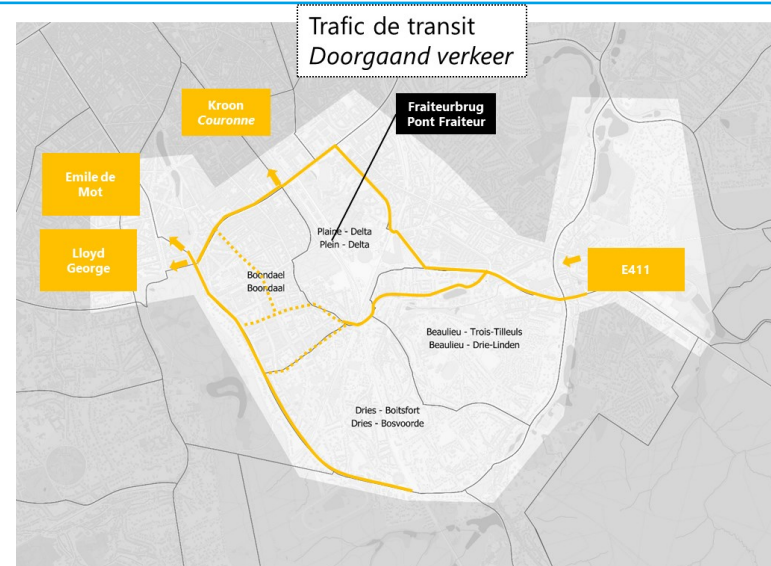 Trafic de transit
Doorgaand verkeer
Kroon
Couronne
Fraiteurbrug
Pont Fraiteur
Emile de
Mot
Lloyd
George
Plaine - Delta
Plein - Delta
Boondael
Boondaal
E411
Beaulieu - Trois-Tilleuls
Beaulieu - Drie-Linden
Dries - Boitsfort
Dries - Bosvoorde